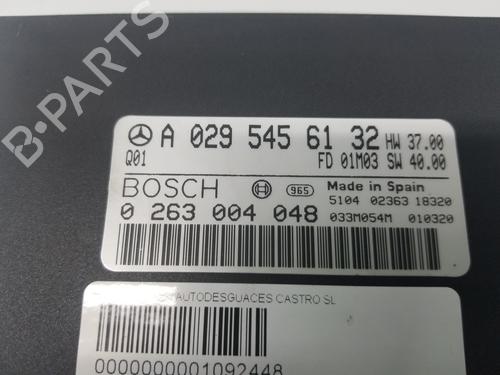 A 029 545 61 32 HW 37.00
Q01 FD 01M03 SW 40.00
BOSCH 965 Made in Spain
5104 02363 18320
0 263 004 048 033M054M 010320
AUTODESGUACES CASTRO SL
0000000001092448
B-PARTS